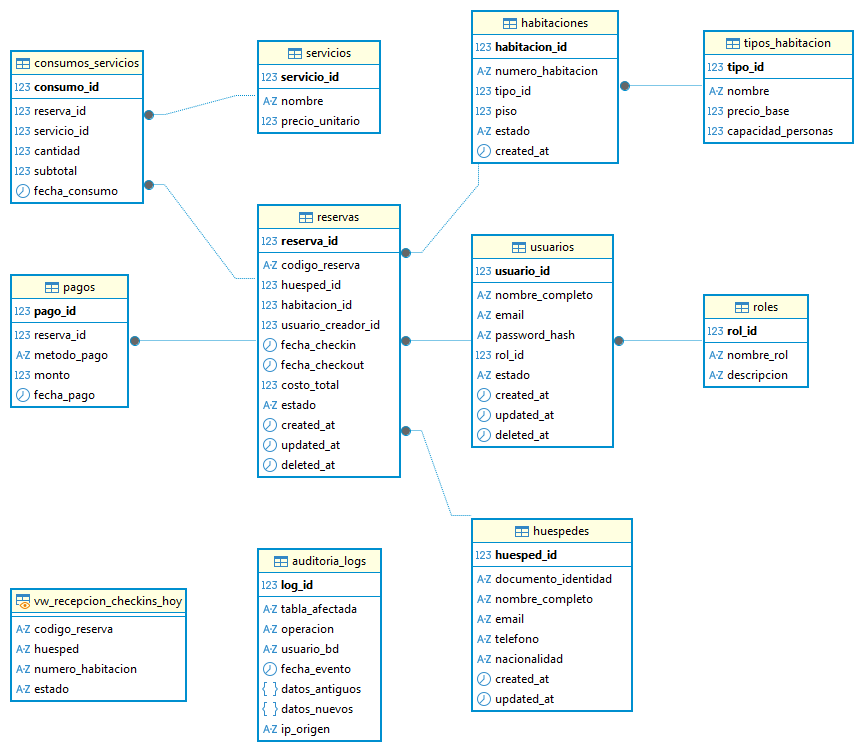 consumos_servicios
123 consumo_id
123 reserva_id
123 servicio_id
123 cantidad
123 subtotal
fecha_consumo
servicios
123 servicio_id
A-Z nombre
123 precio_unitario
habitaciones
123 habitacion_id
A-Z numero_habitacion
123 tipo_id
123 piso
A-Z estado
created_at
tipos_habitacion
123 tipo_id
A-Z nombre
123 precio_base
123 capacidad_personas
pagos
123 pago_id
123 reserva_id
A-Z metodo_pago
123 monto
fecha_pago
reservas
123 reserva_id
A-Z codigo_reserva
123 huesped_id
123 habitacion_id
123 usuario_creador_id
fecha_checkin
fecha_checkout
123 costo_total
A-Z estado
created_at
updated_at
deleted_at
usuarios
123 usuario_id
A-Z nombre_completo
A-Z email
A-Z password_hash
123 rol_id
A-Z estado
created_at
updated_at
deleted_at
roles
123 rol_id
A-Z nombre_rol
A-Z descripcion
vw_recepcion_checkins_hoy
A-Z codigo_reserva
A-Z huesped
A-Z numero_habitacion
A-Z estado
auditoria_logs
123 log_id
A-Z tabla_afectada
A-Z operacion
A-Z usuario_bd
fecha_evento
{ } datos_antiguos
{ } datos_nuevos
A-Z ip_origen
huespedes
123 huesped_id
A-Z documento_identidad
A-Z nombre_completo
A-Z email
A-Z telefono
A-Z nacionalidad
created_at
updated_at